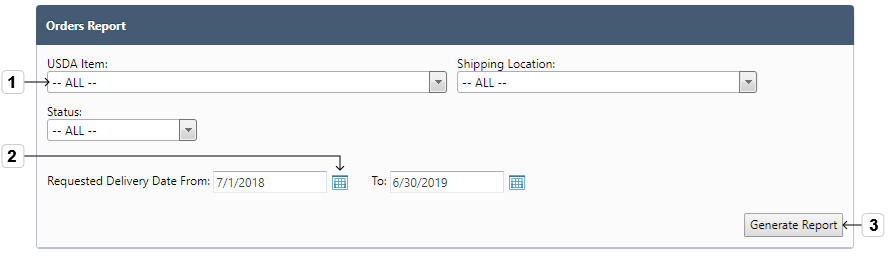 Orders Report
USDA Item: Shipping Location:
1 -- ALL -- -- ALL --
Status:
-- ALL --
2
Requested Delivery Date From: 7/1/2018 To: 6/30/2019
Generate Report 3